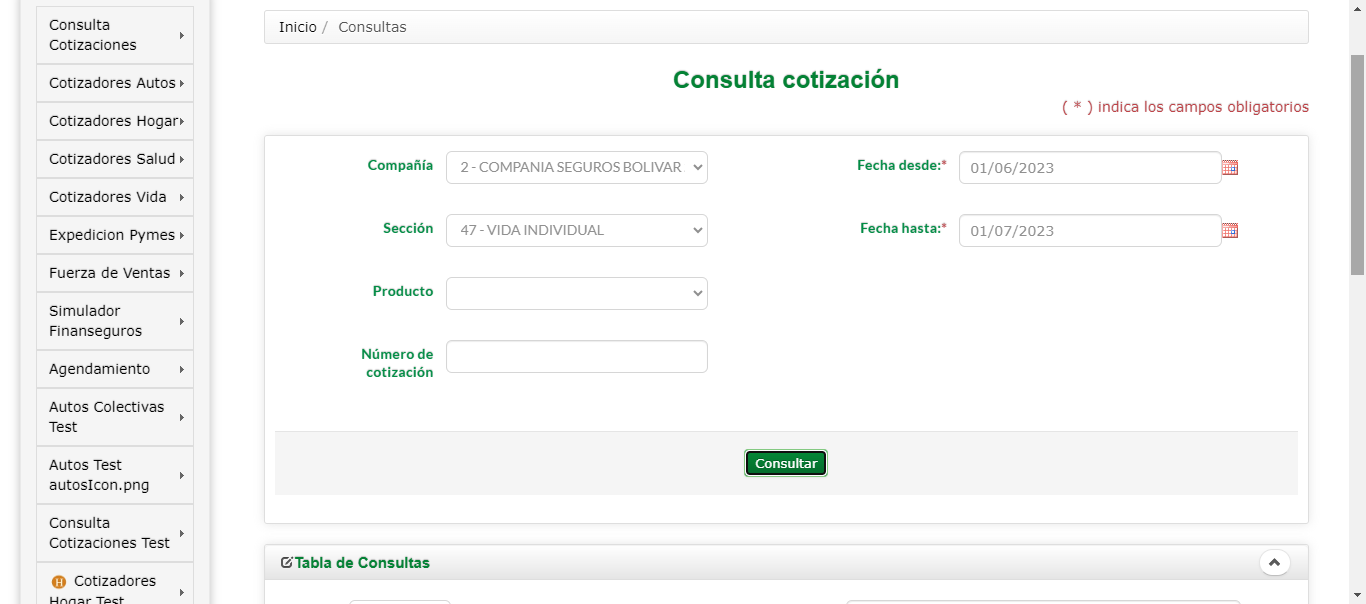 Consulta
Cotizaciones
Cotizadores Autos
Cotizadores Hogar
Cotizadores Salud
Cotizadores Vida
Expedicion Pymes
Fuerza de Ventas
Simulador
Finanseguros
Agendamiento
Autos Colectivas
Test
Autos Test
autosIcon.png
Consulta
Cotizaciones Test
H Cotizadores
Hogar Test
Inicio / Consultas
Consulta cotización
( * ) indica los campos obligatorios
Compañía 2 - COMPANIA SEGUROS BOLIVAR
Fecha desde:* 01/06/2023
Sección 47 - VIDA INDIVIDUAL
Fecha hasta:* 01/07/2023
Producto
Número de
cotización
Consultar
Tabla de Consultas